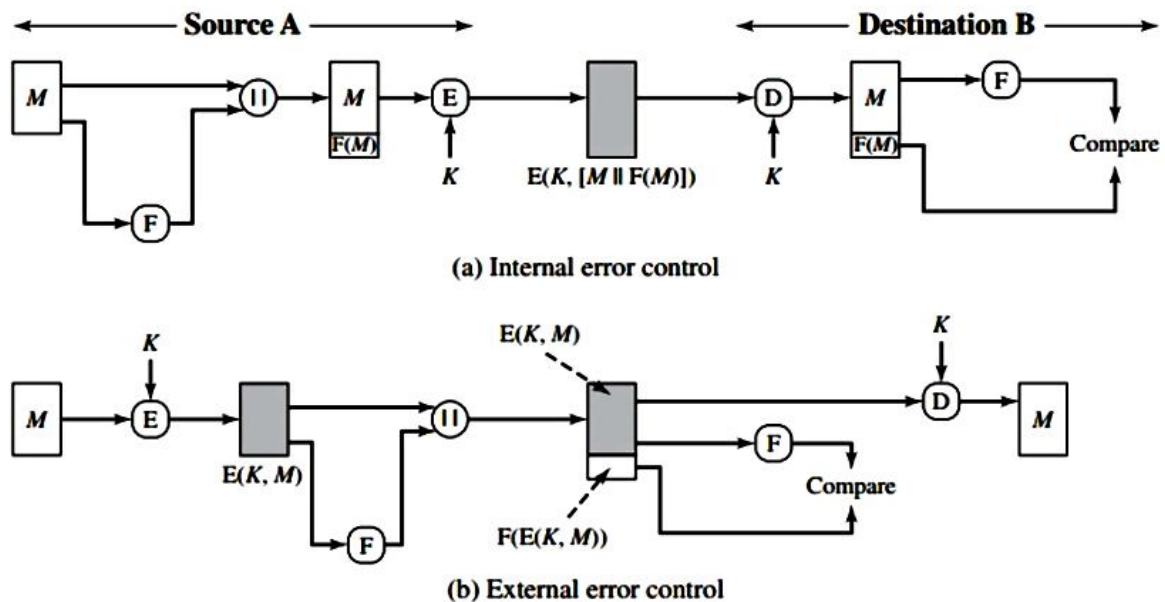 Source A Destination B
M || M E D M F
F(M) F(M) Compare
K E(K, [M || F(M)]) K
F
(a) Internal error control
K E(K, M) K
M E || D M
F
E(K, M) Compare
F F(E(K, M))
(b) External error control